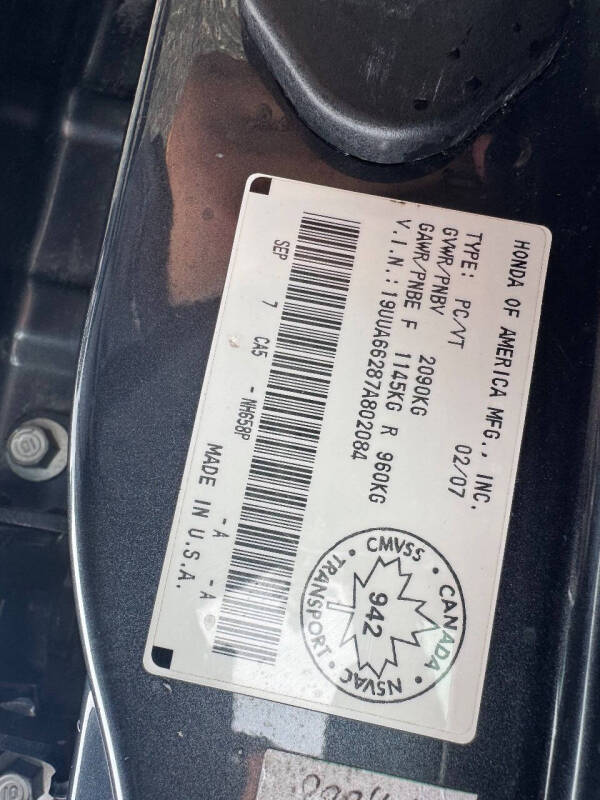 HONDA OF AMERICA MFG., INC.
TYPE: PC/VT 02/07
GVWR/PNBV 2090KG
GAWR/PNBE F 1145KG R 960KG
V.I.N.: 19UUA66287A802084
SEP 7 CA5 - NH658P -A -A
MADE IN U.S.A.
CANADA · NSVAC · TRANSPORT · CMVSS ·
942